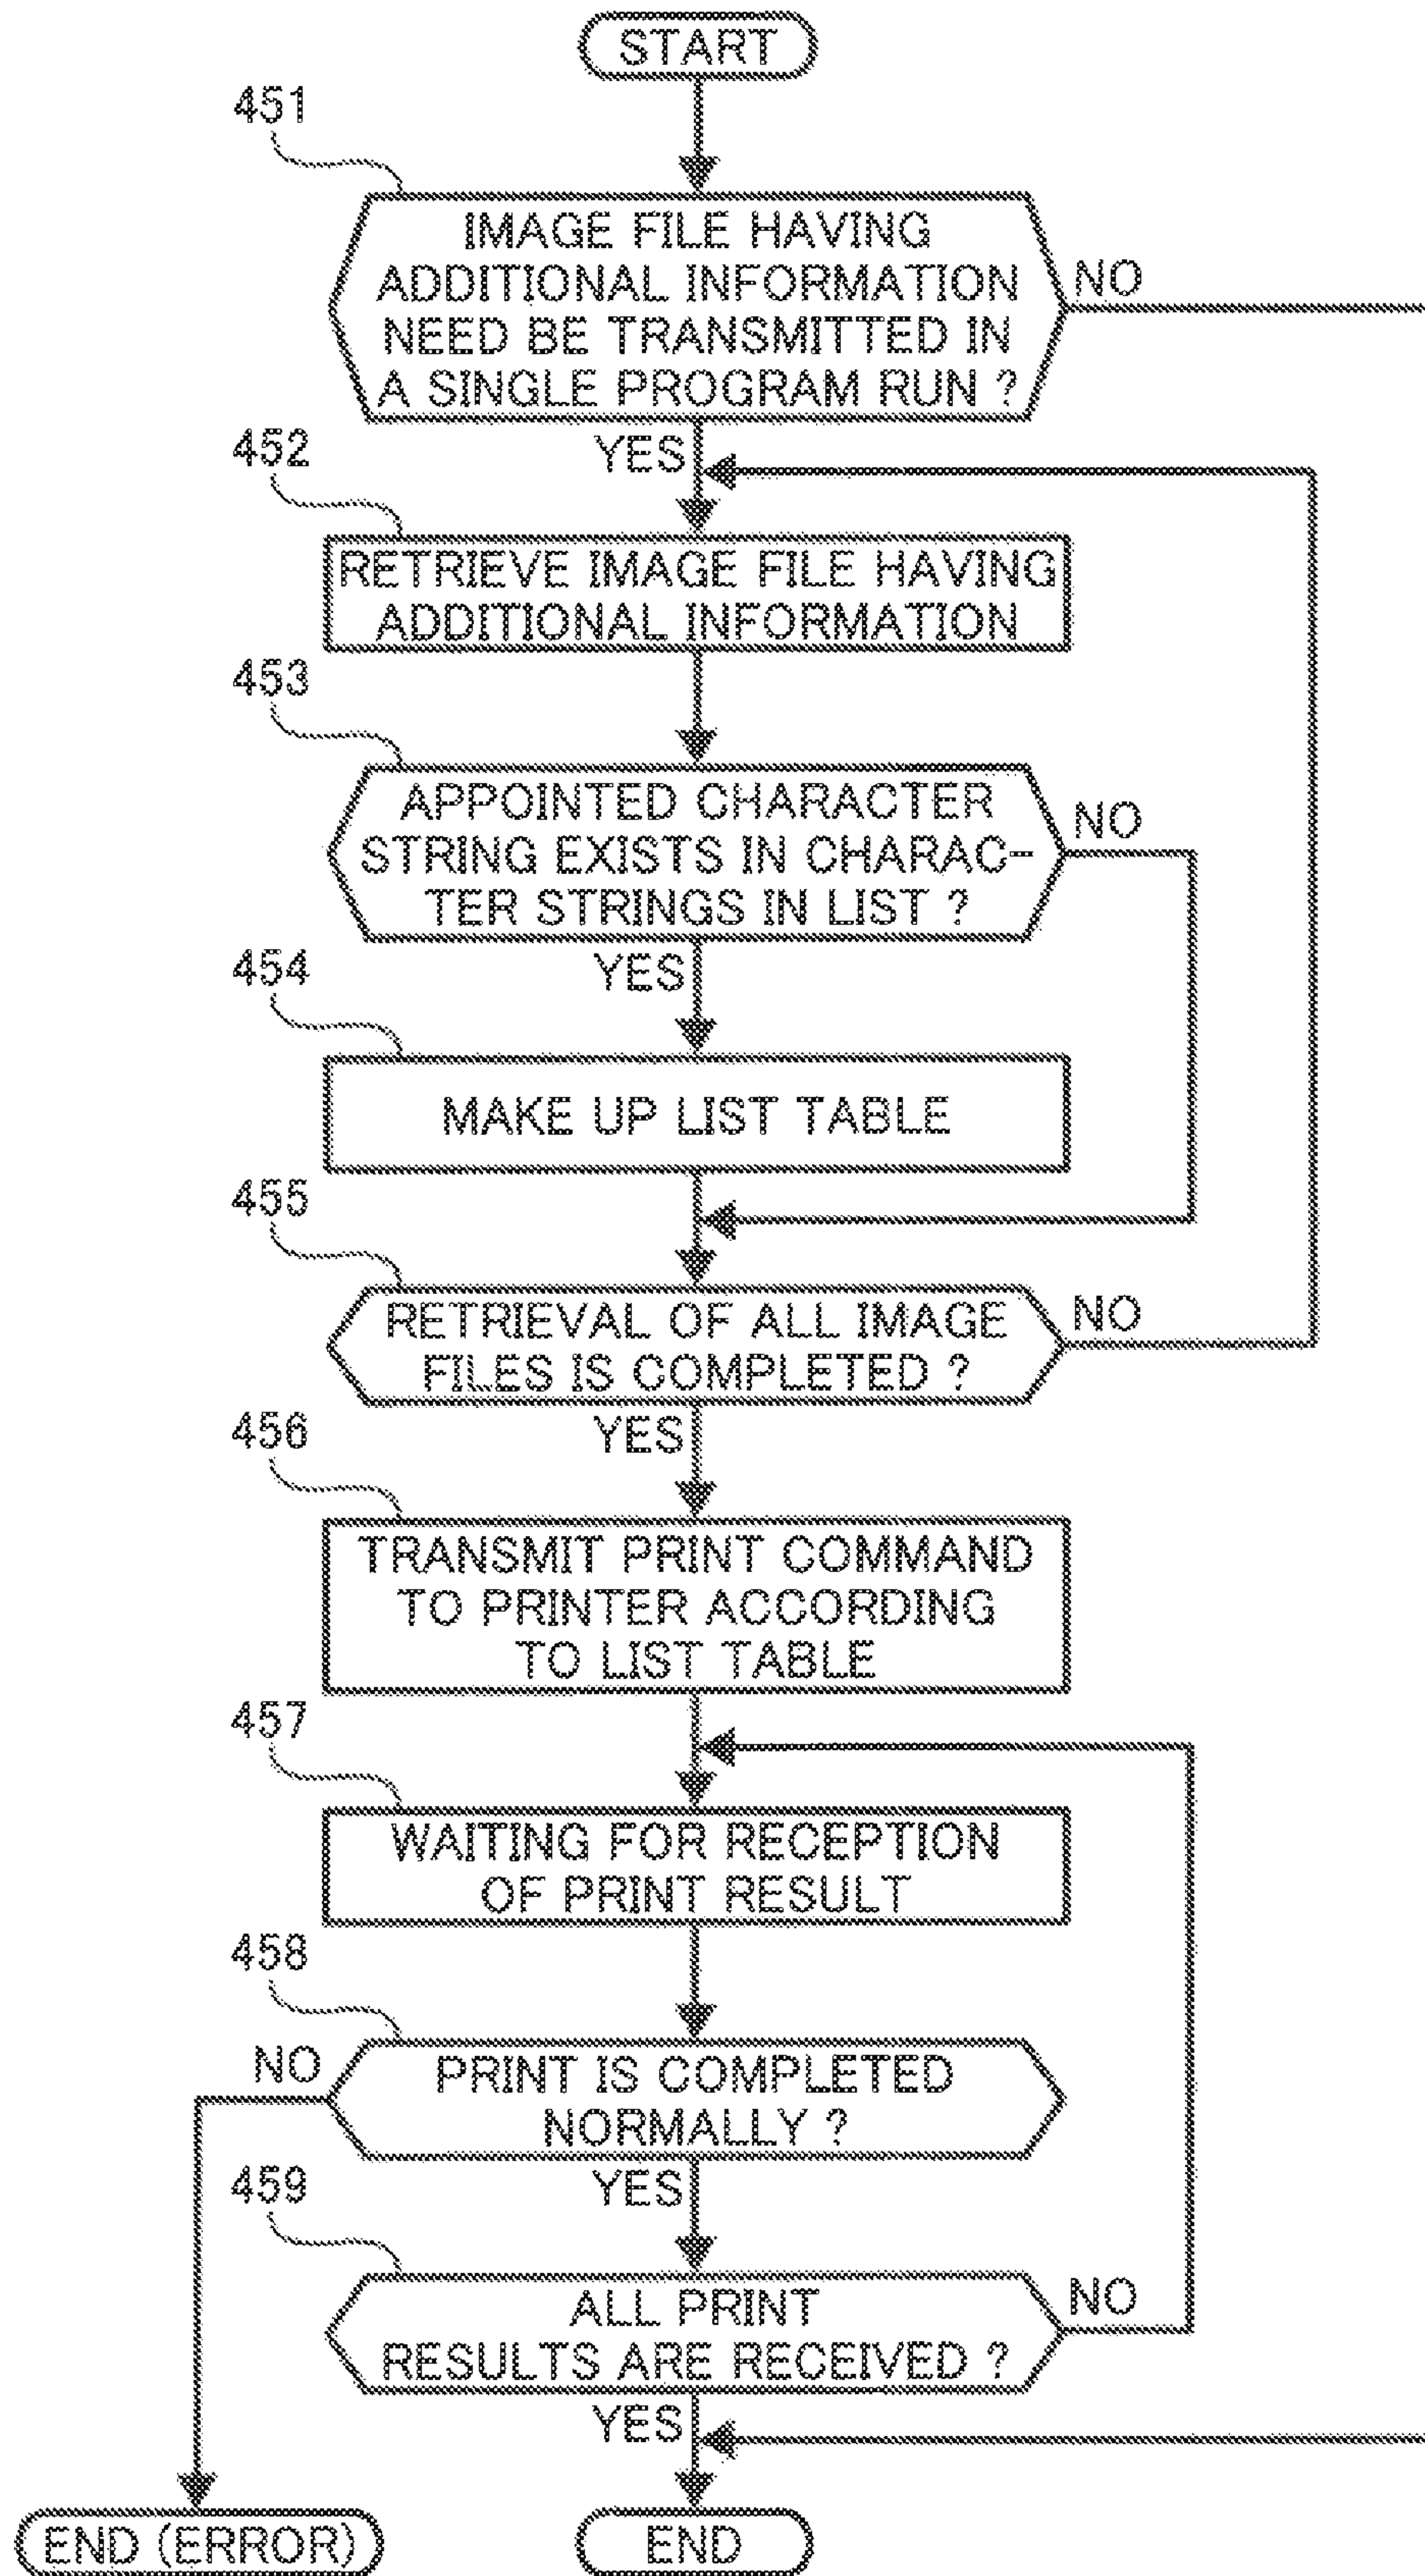 START
451
IMAGE FILE HAVING
ADDITIONAL INFORMATION
NEED BE TRANSMITTED IN
A SINGLE PROGRAM RUN ?
NO
YES
452
RETRIEVE IMAGE FILE HAVING
ADDITIONAL INFORMATION
453
APPOINTED CHARACTER
STRING EXISTS IN CHARAC-
TER STRINGS IN LIST ?
NO
YES
454
MAKE UP LIST TABLE
455
RETRIEVAL OF ALL IMAGE
FILES IS COMPLETED ?
NO
YES
456
TRANSMIT PRINT COMMAND
TO PRINTER ACCORDING
TO LIST TABLE
457
WAITING FOR RECEPTION
OF PRINT RESULT
458
NO
PRINT IS COMPLETED
NORMALLY ?
YES
459
ALL PRINT
RESULTS ARE RECEIVED ?
NO
YES
END (ERROR)
END